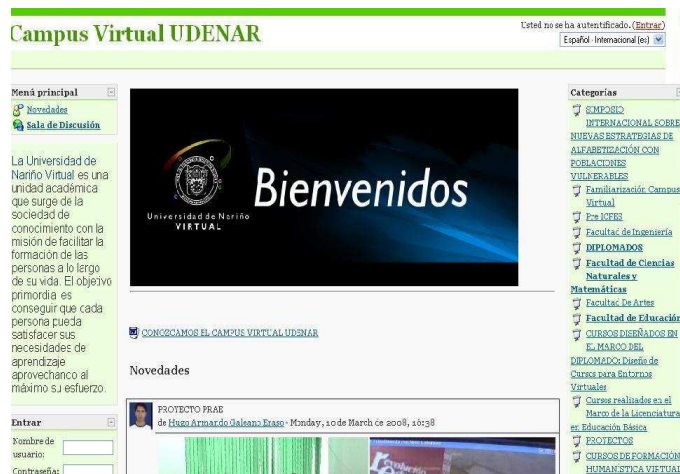 Campus Virtual UDENAR
Usted no se ha autentificado. (Entrar)
Español - Internacional (es)
Menú principal
Novedades
Sala de Discusión
La Universidad de
Nariño Virtual es una
unidad académica
que surge de la
sociedad de
conocimiento con la
misión de facilitar la
formación de las
personas a lo largo
de su vida. El objetivo
primordia es
conseguir que cada
persona pueda
satisfacer sus
necesidades de
aprendizaje
aprovechanco al
máximo su esfuerzo.
Entrar
Nombre de
usuario:
Contraseña:
Universidad de Nariño
VIRTUAL
Bienvenidos
CONOZCAMOS EL CAMPUS VIRTUAL UDENAR
Novedades
PROYECTO PRAE
de Hugo Armando Galeano Eraso - Monday, 10 de March de 2008, 10:38
Categorías
SIMPOSIO
INTERNACIONAL SOBRE
NUEVAS ESTRATEGIAS DE
ALFABETIZACIÓN CON
POBLACIONES
VULNERABLES
Familiarización Campus
Virtual
Pre ICFES
Facultad de Ingeniería
DIPLOMADOS
Facultad de Ciencias
Naturales y
Matemáticas
Facultad De Artes
Facultad de Educación
CURSOS DISEÑADOS EN
EL MARCO DEL
DIPLOMADO: Diseño de
Cursos para Entornos
Virtuales
Cursos realizados en el
Marco de la Licenciatura
en Educación Básica
PROYECTOS
CURSOS DE FORMACIÓN
HUMANÍSTICA VIRTUAL